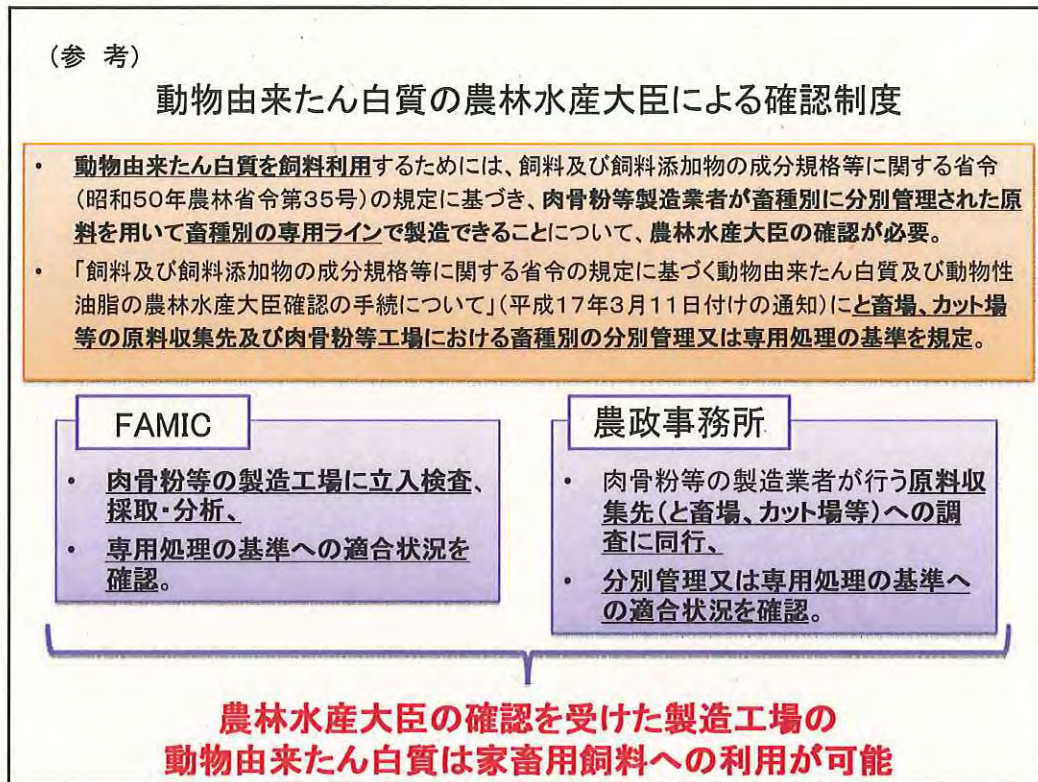 (参 考)
動物由来たん白質の農林水産大臣による確認制度
• 動物由来たん白質を飼料利用するためには、飼料及び飼料添加物の成分規格等に関する省令
(昭和50年農林省令第35号)の規定に基づき、肉骨粉等製造業者が畜種別に分別管理された原
料を用いて畜種別の専用ラインで製造できることについて、農林水産大臣の確認が必要。
• 「飼料及び飼料添加物の成分規格等に関する省令の規定に基づく動物由来たん白質及び動物性
油脂の農林水産大臣確認の手続について」(平成17年3月11日付けの通知)にと畜場、カット場
等の原料収集先及び肉骨粉等工場における畜種別の分別管理又は専用処理の基準を規定。
FAMIC
• 肉骨粉等の製造工場に立入検査、
採取・分析、
• 専用処理の基準への適合状況を
確認。
農政事務所
• 肉骨粉等の製造業者が行う原料収
集先(と畜場、カット場等)への調
査に同行、
• 分別管理又は専用処理の基準へ
の適合状況を確認。
農林水産大臣の確認を受けた製造工場の
動物由来たん白質は家畜用飼料への利用が可能